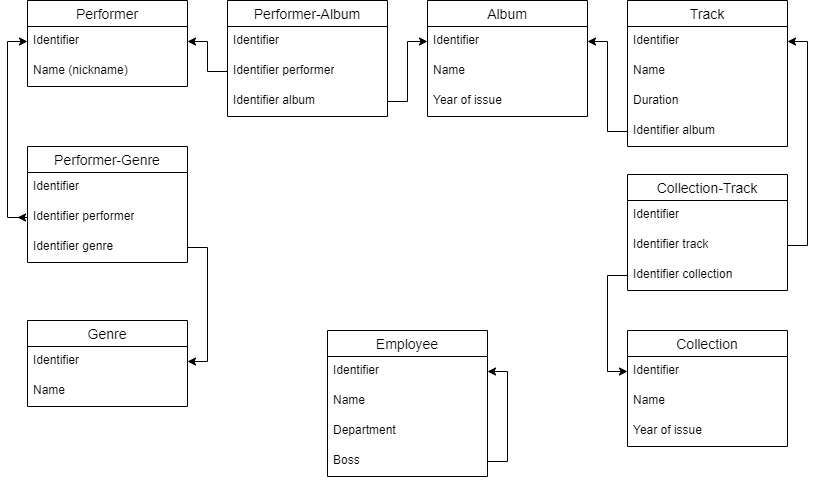 Performer
Identifier
Name (nickname)
Performer-Album
Identifier
Identifier performer
Identifier album
Album
Identifier
Name
Year of issue
Track
Identifier
Name
Duration
Identifier album
Performer-Genre
Identifier
Identifier performer
Identifier genre
Collection-Track
Identifier
Identifier track
Identifier collection
Genre
Identifier
Name
Employee
Identifier
Name
Department
Boss
Collection
Identifier
Name
Year of issue